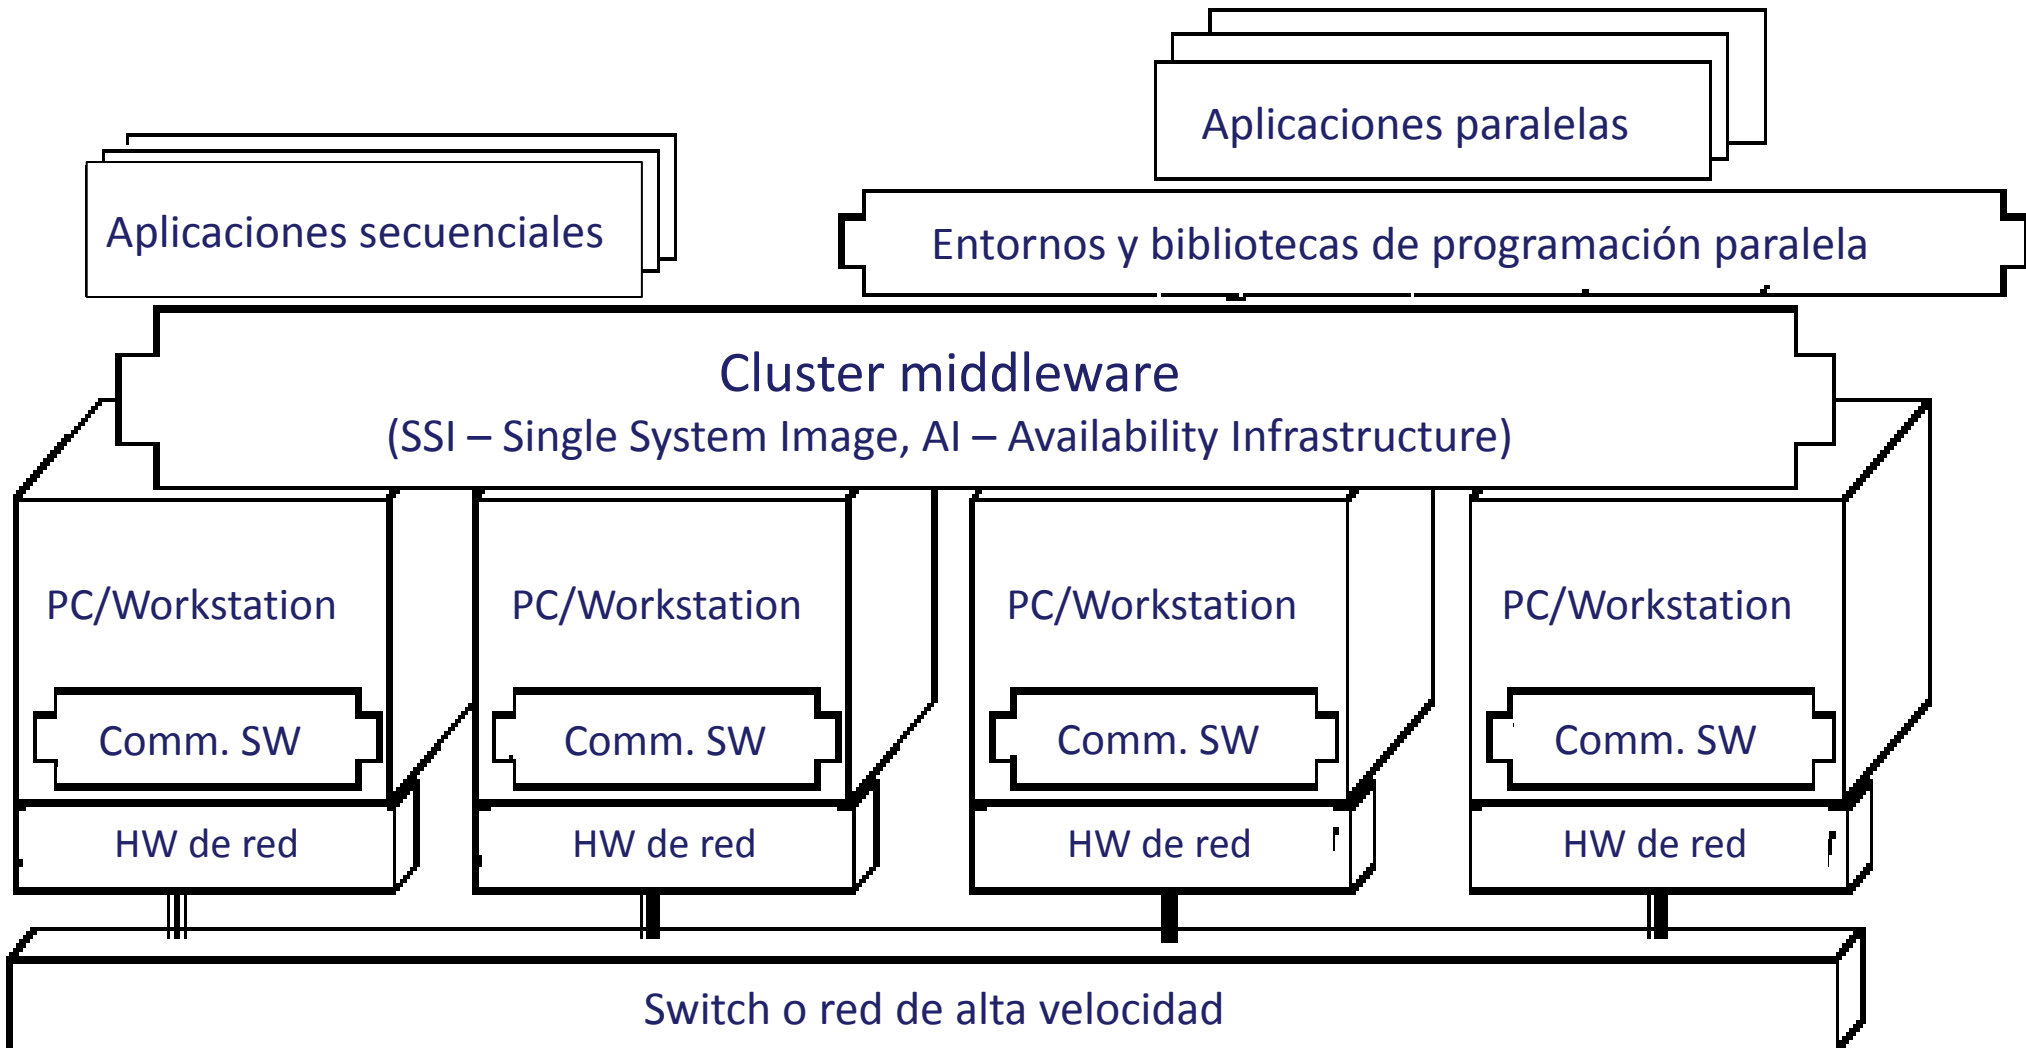 Aplicaciones paralelas
Aplicaciones secuenciales
Entornos y bibliotecas de programación paralela
Cluster middleware
(SSI – Single System Image, AI – Availability Infrastructure)
PC/Workstation
PC/Workstation
PC/Workstation
PC/Workstation
Comm. SW
Comm. SW
Comm. SW
Comm. SW
HW de red
HW de red
HW de red
HW de red
Switch o red de alta velocidad